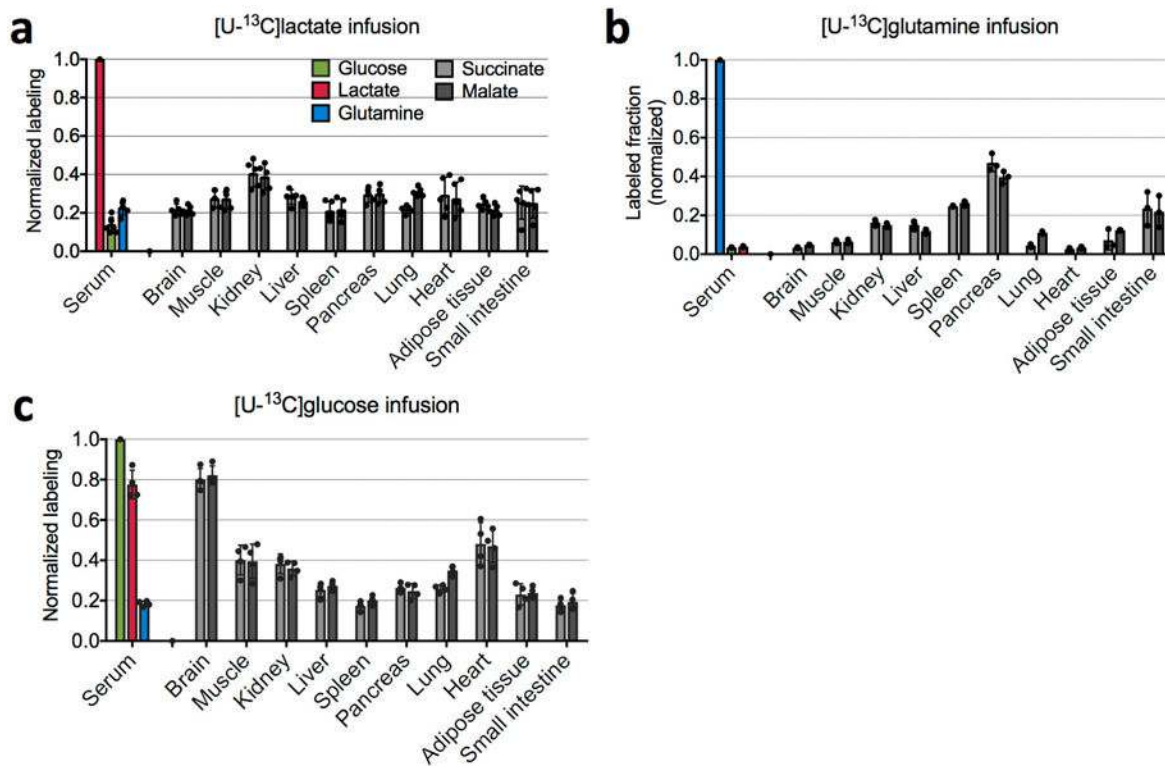 a
[U-¹³C]lactate infusion
Normalized labeling
1.0
0.8
0.6
0.4
0.2
0.0
Glucose
Lactate
Glutamine
Succinate
Malate
Serum
Brain
Muscle
Kidney
Liver
Spleen
Pancreas
Lung
Heart
Adipose tissue
Small intestine
b
[U-¹³C]glutamine infusion
Labeled fraction
(normalized)
1.0
0.8
0.6
0.4
0.2
0.0
Serum
Brain
Muscle
Kidney
Liver
Spleen
Pancreas
Lung
Heart
Adipose tissue
Small intestine
c
[U-¹³C]glucose infusion
Normalized labeling
1.0
0.8
0.6
0.4
0.2
0.0
Serum
Brain
Muscle
Kidney
Liver
Spleen
Pancreas
Lung
Heart
Adipose tissue
Small intestine